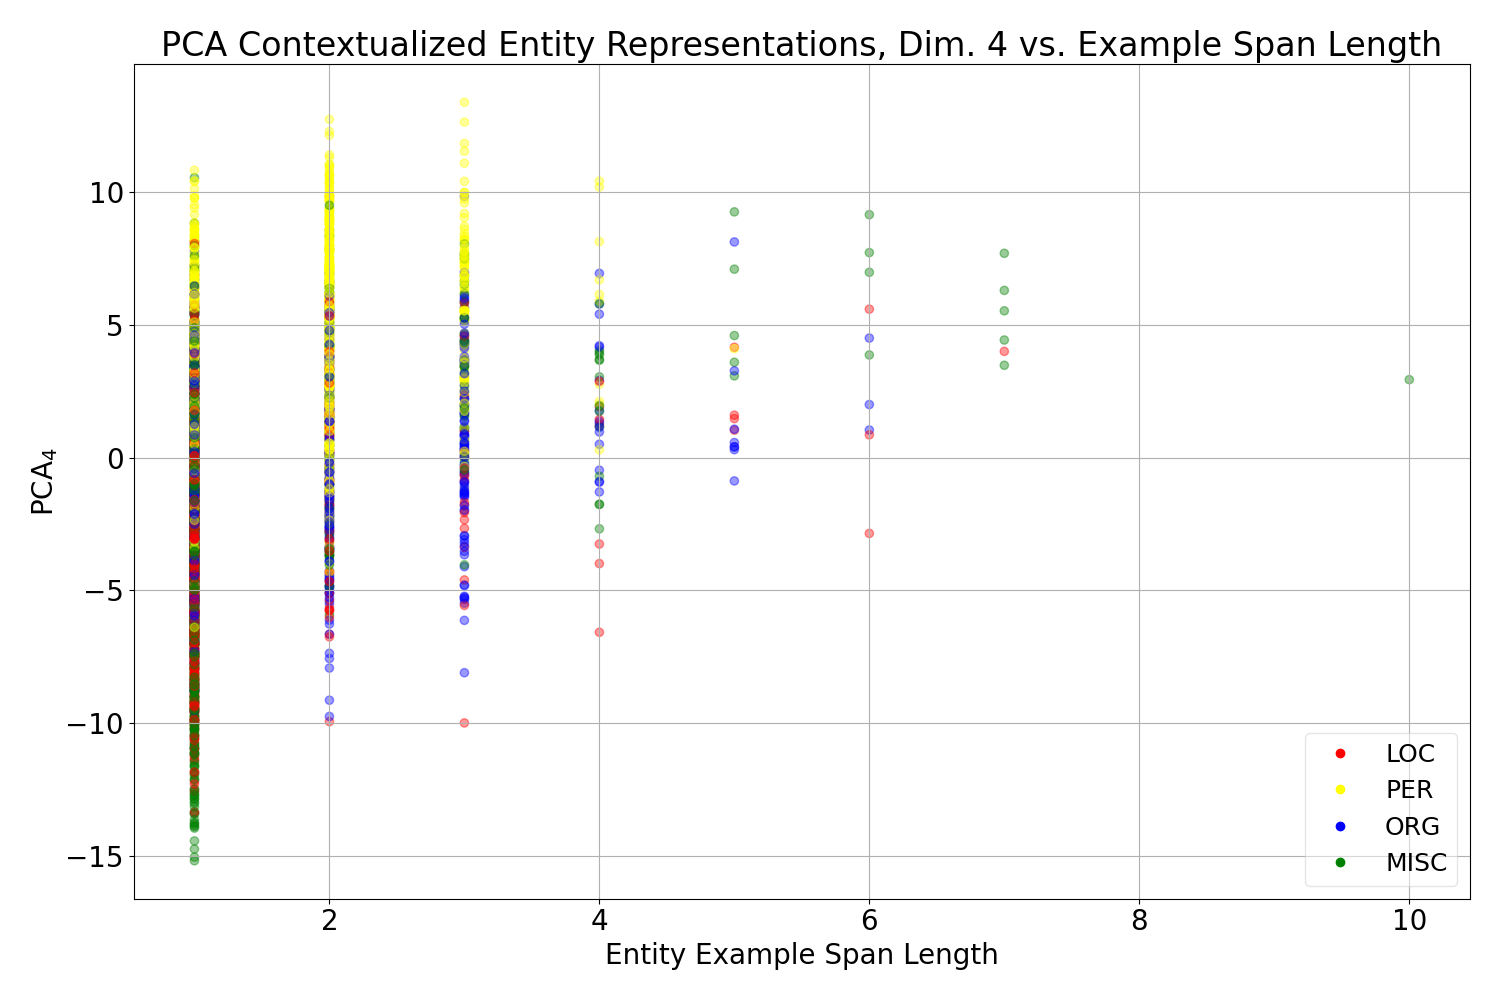 PCA Contextualized Entity Representations, Dim. 4 vs. Example Span Length
10
5
0
−5
−10
−15
PCA₄
2
4
6
8
10
Entity Example Span Length
LOC
PER
ORG
MISC